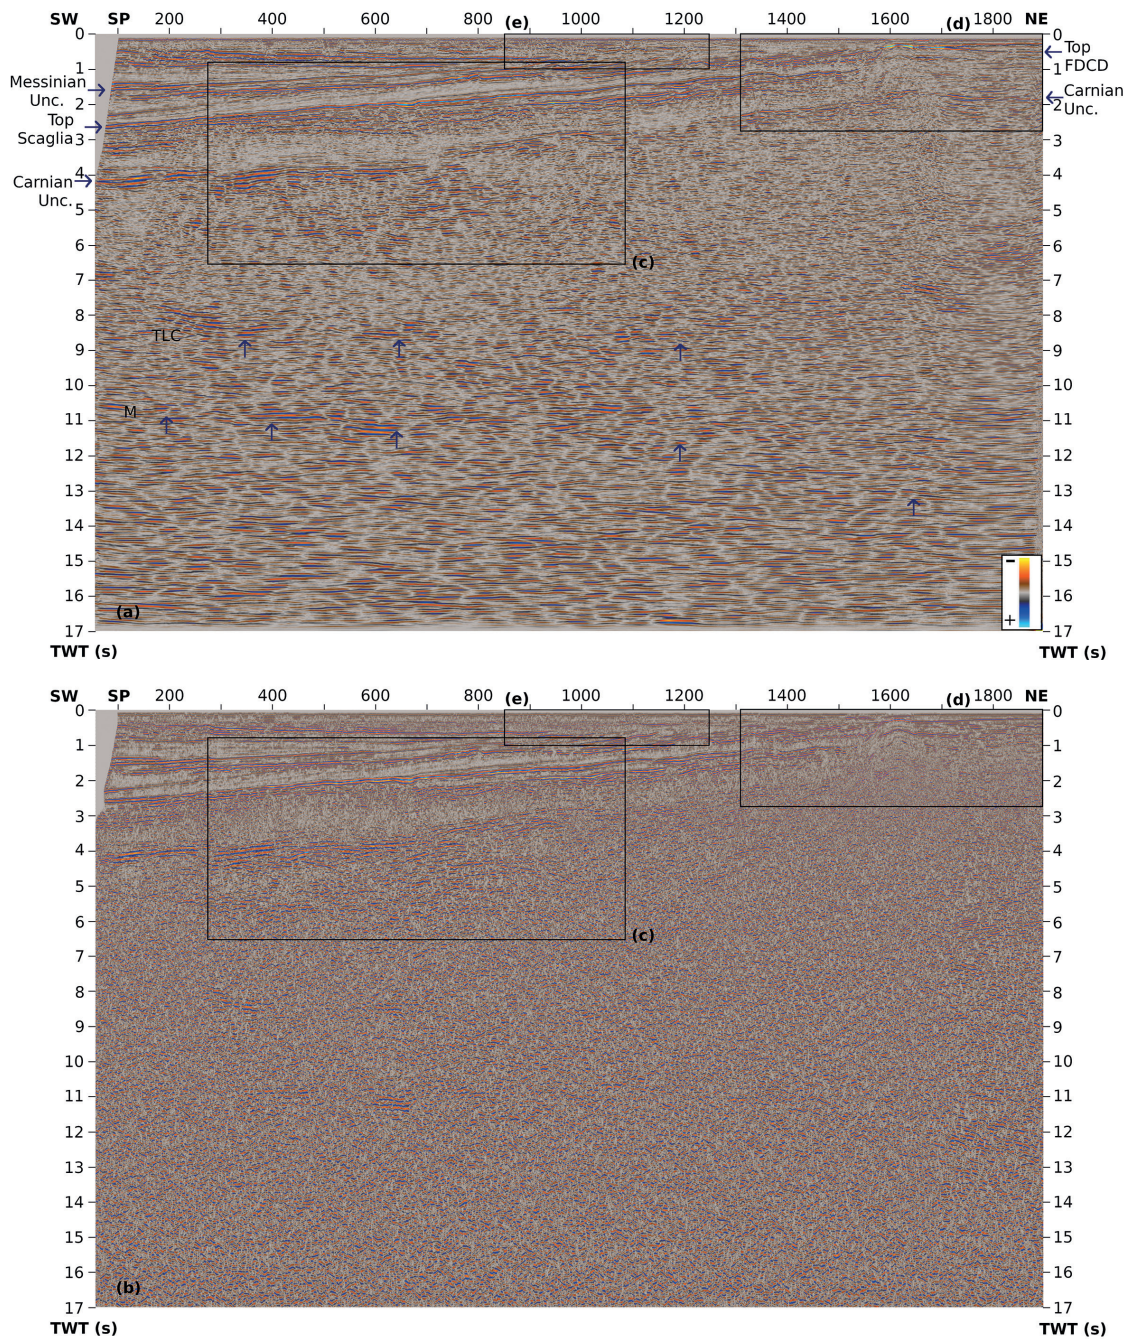 SW SP 200 400 600 800 (e) 1000 1200 1400 1600 (d) 1800 NE
0 0
Top
FDCD
1 1
Messinian
Unc.
Carnian
Unc.
2 2
Top
Scaglia
3 3
4 4
Carnian
Unc.
5 5
6 6
(c)
7 7
8 8
TLC
9 9
10 10
M
11 11
12 12
13 13
14 14
15 15
-
16 16
(a)
+
17 17
TWT (s) TWT (s)
SW SP 200 400 600 800 (e) 1000 1200 1400 1600 (d) 1800 NE
0 0
1 1
2 2
3 3
4 4
5 5
6 6
(c)
7 7
8 8
9 9
10 10
11 11
12 12
13 13
14 14
15 15
16 16
(b)
17 17
TWT (s) TWT (s)